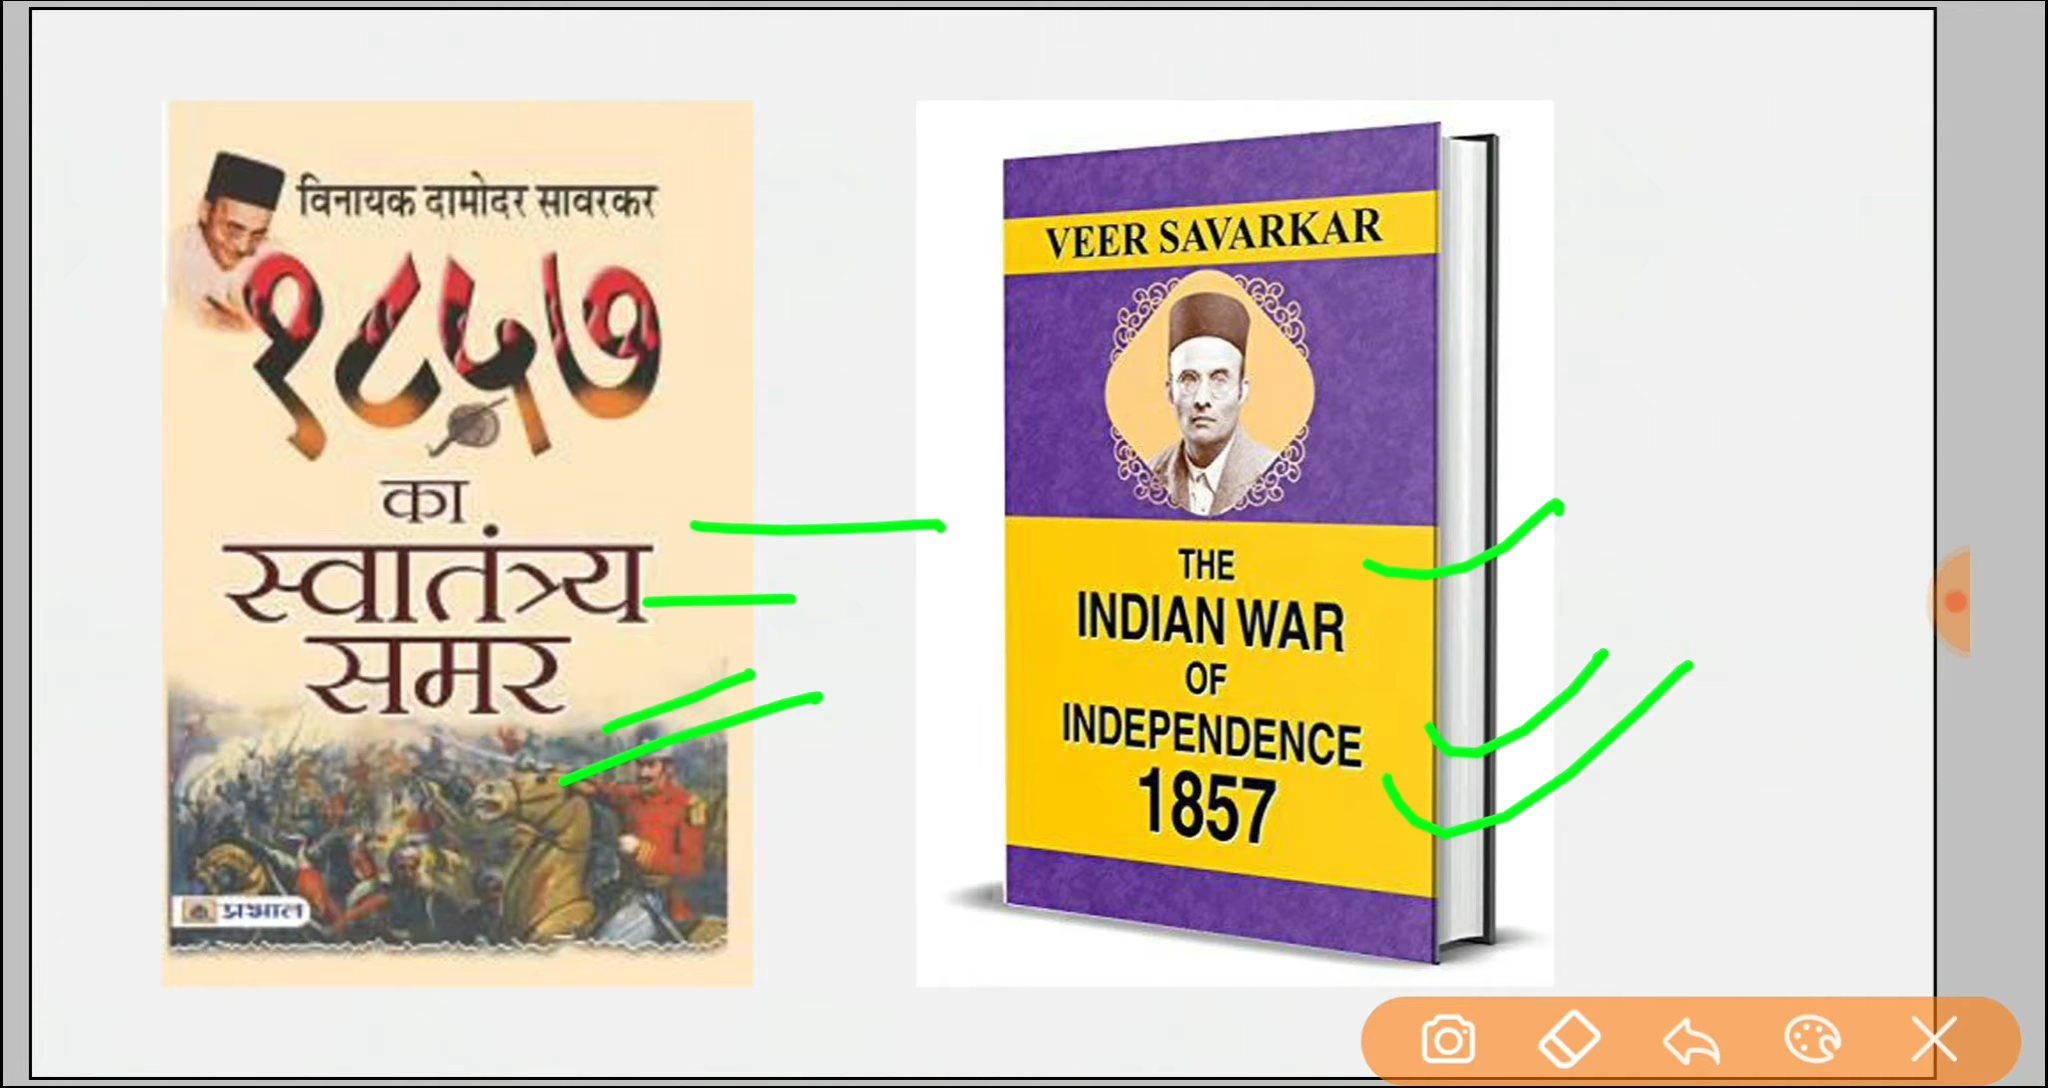 विनायक दामोदर सावरकर
१८५७
का
स्वातंत्र्य
समर
प्रभात
VEER SAVARKAR
THE
INDIAN WAR
OF
INDEPENDENCE
1857